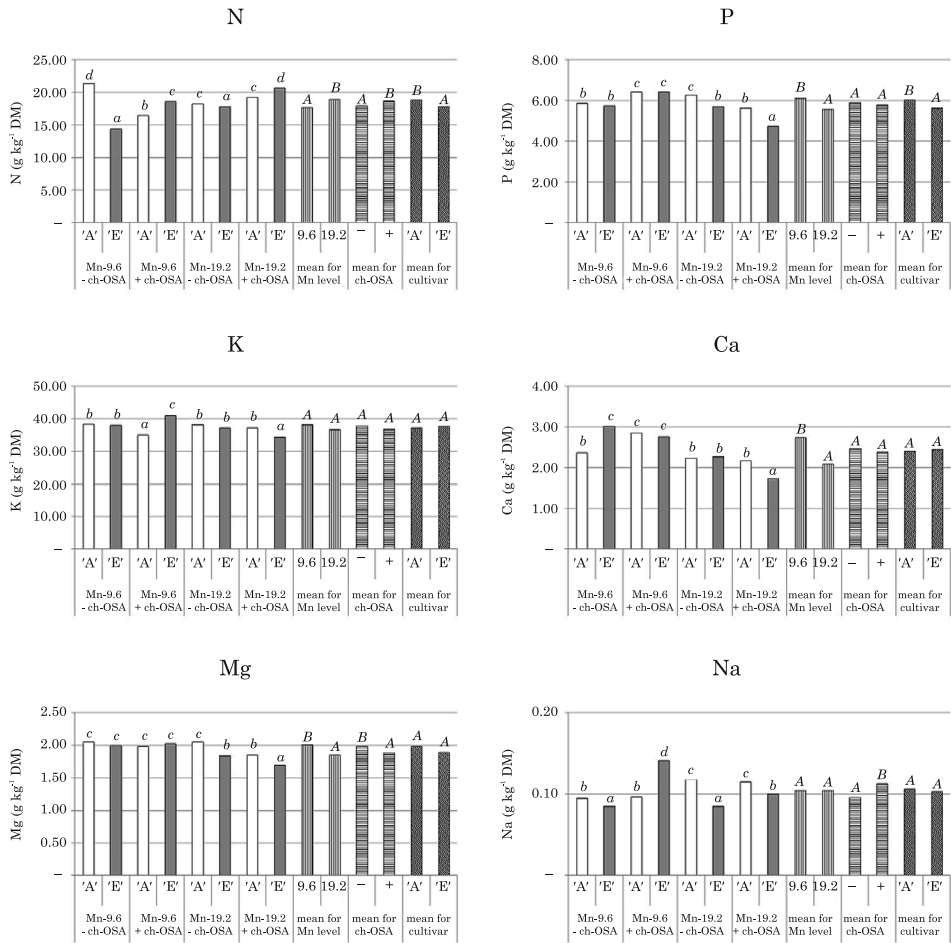 N
25.00
20.00
15.00
10.00
5.00
–
N (g kg-1 DM)
d a b c c a c d A B A B B A
'A' 'E' 'A' 'E' 'A' 'E' 'A' 'E' 9.6 19.2 – + 'A' 'E'
Mn-9.6 Mn-9.6 Mn-19.2 Mn-19.2 mean for mean for mean for
- ch-OSA + ch-OSA - ch-OSA + ch-OSA Mn level ch-OSA cultivar
P
8.00
6.00
4.00
2.00
–
P (g kg-1 DM)
b b c c c b b a B A A A B A
'A' 'E' 'A' 'E' 'A' 'E' 'A' 'E' 9.6 19.2 – + 'A' 'E'
Mn-9.6 Mn-9.6 Mn-19.2 Mn-19.2 mean for mean for mean for
- ch-OSA + ch-OSA - ch-OSA + ch-OSA Mn level ch-OSA cultivar
K
50.00
40.00
30.00
20.00
10.00
–
K (g kg-1 DM)
b b a c b b b a A A A A A A
'A' 'E' 'A' 'E' 'A' 'E' 'A' 'E' 9.6 19.2 – + 'A' 'E'
Mn-9.6 Mn-9.6 Mn-19.2 Mn-19.2 mean for mean for mean for
- ch-OSA + ch-OSA - ch-OSA + ch-OSA Mn level ch-OSA cultivar
Ca
4.00
3.00
2.00
1.00
–
Ca (g kg-1 DM)
b c c c b b b a B A A A A A
'A' 'E' 'A' 'E' 'A' 'E' 'A' 'E' 9.6 19.2 – + 'A' 'E'
Mn-9.6 Mn-9.6 Mn-19.2 Mn-19.2 mean for mean for mean for
- ch-OSA + ch-OSA - ch-OSA + ch-OSA Mn level ch-OSA cultivar
Mg
2.50
2.00
1.50
1.00
0.50
–
Mg (g kg-1 DM)
c c c c c b b a B A B A A A
'A' 'E' 'A' 'E' 'A' 'E' 'A' 'E' 9.6 19.2 – + 'A' 'E'
Mn-9.6 Mn-9.6 Mn-19.2 Mn-19.2 mean for mean for mean for
- ch-OSA + ch-OSA - ch-OSA + ch-OSA Mn level ch-OSA cultivar
Na
0.20
0.10
–
Na (g kg-1 DM)
b a b d c a c b A A A B A A
'A' 'E' 'A' 'E' 'A' 'E' 'A' 'E' 9.6 19.2 – + 'A' 'E'
Mn-9.6 Mn-9.6 Mn-19.2 Mn-19.2 mean for mean for mean for
- ch-OSA + ch-OSA - ch-OSA + ch-OSA Mn level ch-OSA cultivar